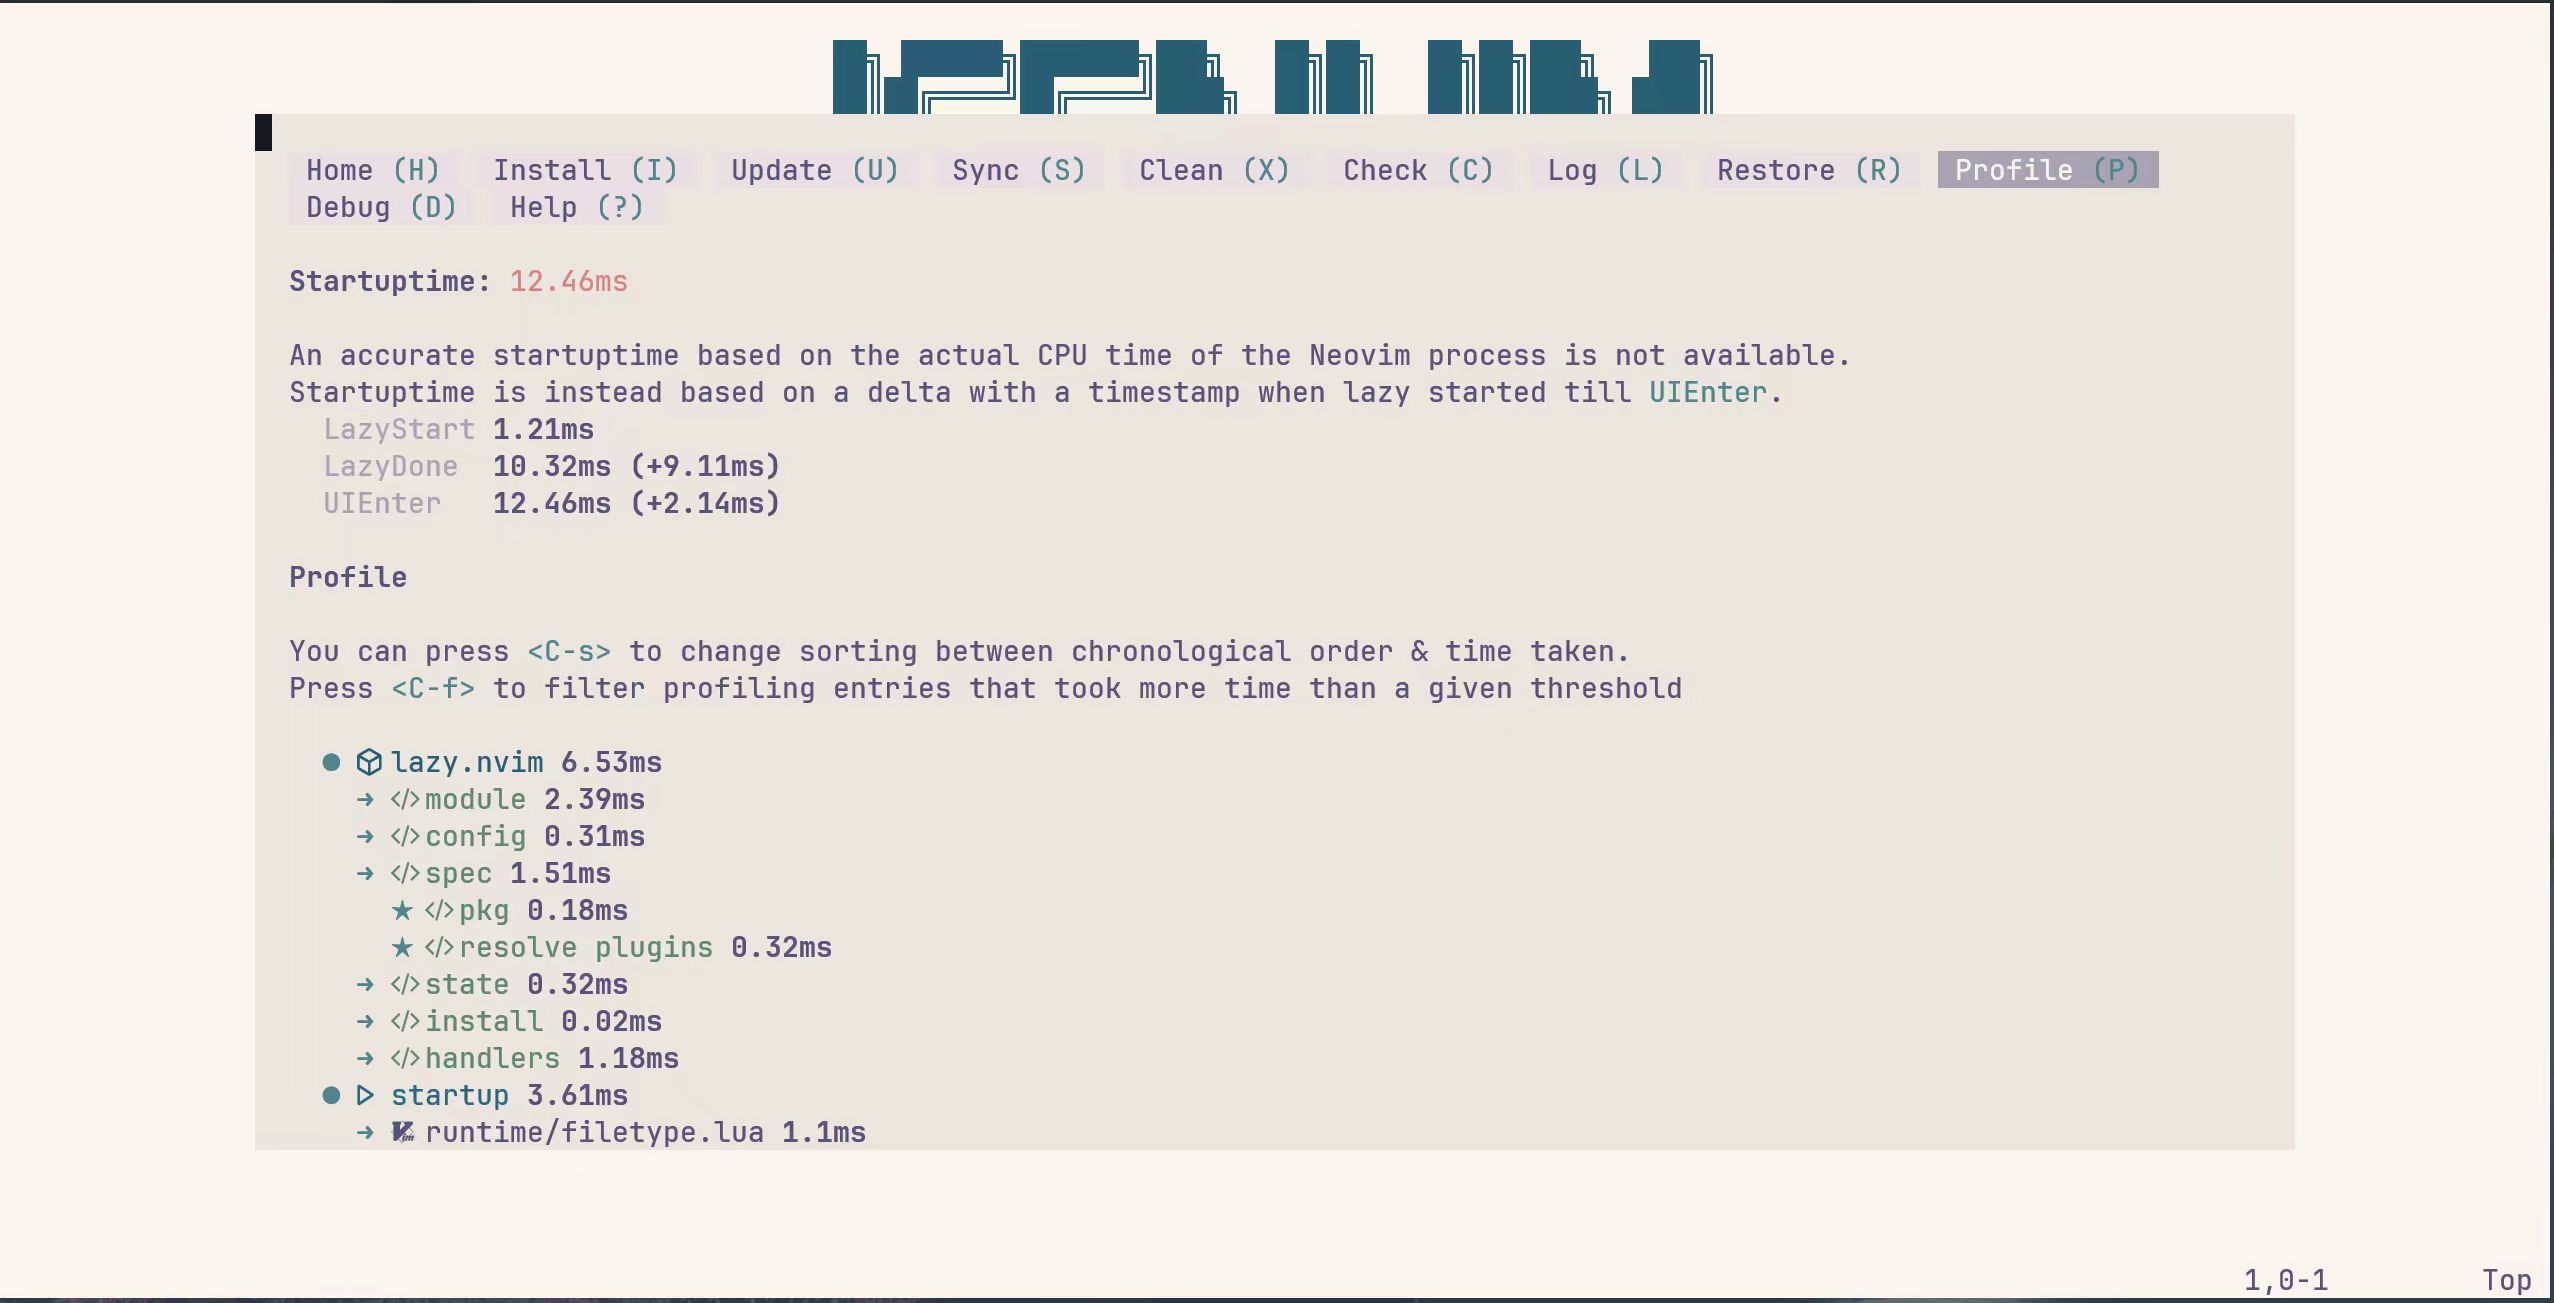 Home (H) Install (I) Update (U) Sync (S) Clean (X) Check (C) Log (L) Restore (R) Profile (P)
Debug (D) Help (?)
Startuptime: 12.46ms
An accurate startuptime based on the actual CPU time of the Neovim process is not available.
Startuptime is instead based on a delta with a timestamp when lazy started till UIEnter.
LazyStart 1.21ms
LazyDone 10.32ms (+9.11ms)
UIEnter 12.46ms (+2.14ms)
Profile
You can press <C-s> to change sorting between chronological order & time taken.
Press <C-f> to filter profiling entries that took more time than a given threshold
● lazy.nvim 6.53ms
➜ </>module 2.39ms
➜ </>config 0.31ms
➜ </>spec 1.51ms
★ </>pkg 0.18ms
★ </>resolve plugins 0.32ms
➜ </>state 0.32ms
➜ </>install 0.02ms
➜ </>handlers 1.18ms
● startup 3.61ms
➜ runtime/filetype.lua 1.1ms
1,0-1 Top